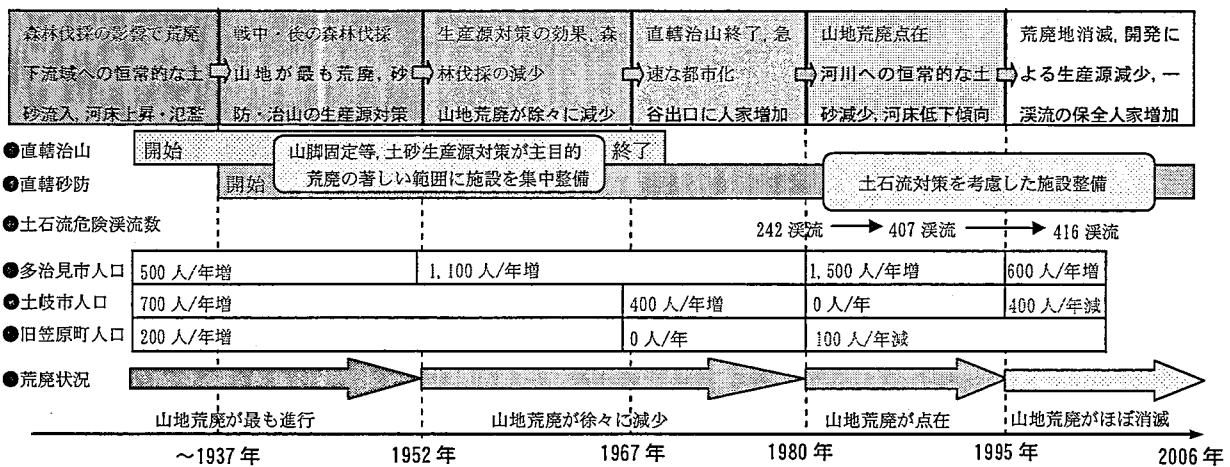 森林伐採の影響で荒廃
下流域への恒常的な土
砂流入, 河床上昇・氾濫
戦中・後の森林伐採
山地が最も荒廃, 砂
防・治山の生産源対策
生産源対策の効果, 森
林伐採の減少
山地荒廃が除々に減少
直轄治山終了, 急
速な都市化
谷出口に人家増加
山地荒廃点在
河川への恒常的な土
砂減少, 河床低下傾向
荒廃地消滅, 開発に
よる生産源減少, 一
渓流の保全人家増加
●直轄治山
開始
山脚固定等, 土砂生産源対策が主目的
荒廃の著しい範囲に施設を集中整備
終了
●直轄砂防
開始
土石流対策を考慮した施設整備
●土石流危険渓流数
242 渓流
407 渓流
416 渓流
●多治見市人口
500 人/年増
1,100 人/年増
1,500 人/年増
600 人/年増
●土岐市人口
700 人/年増
400 人/年増
0 人/年
400 人/年減
●旧笠原町人口
200 人/年増
0 人/年
100 人/年減
●荒廃状況
山地荒廃が最も進行
山地荒廃が徐々に減少
山地荒廃が点在
山地荒廃がほぼ消滅
～1937 年
1952 年
1967 年
1980 年
1995 年
2006 年